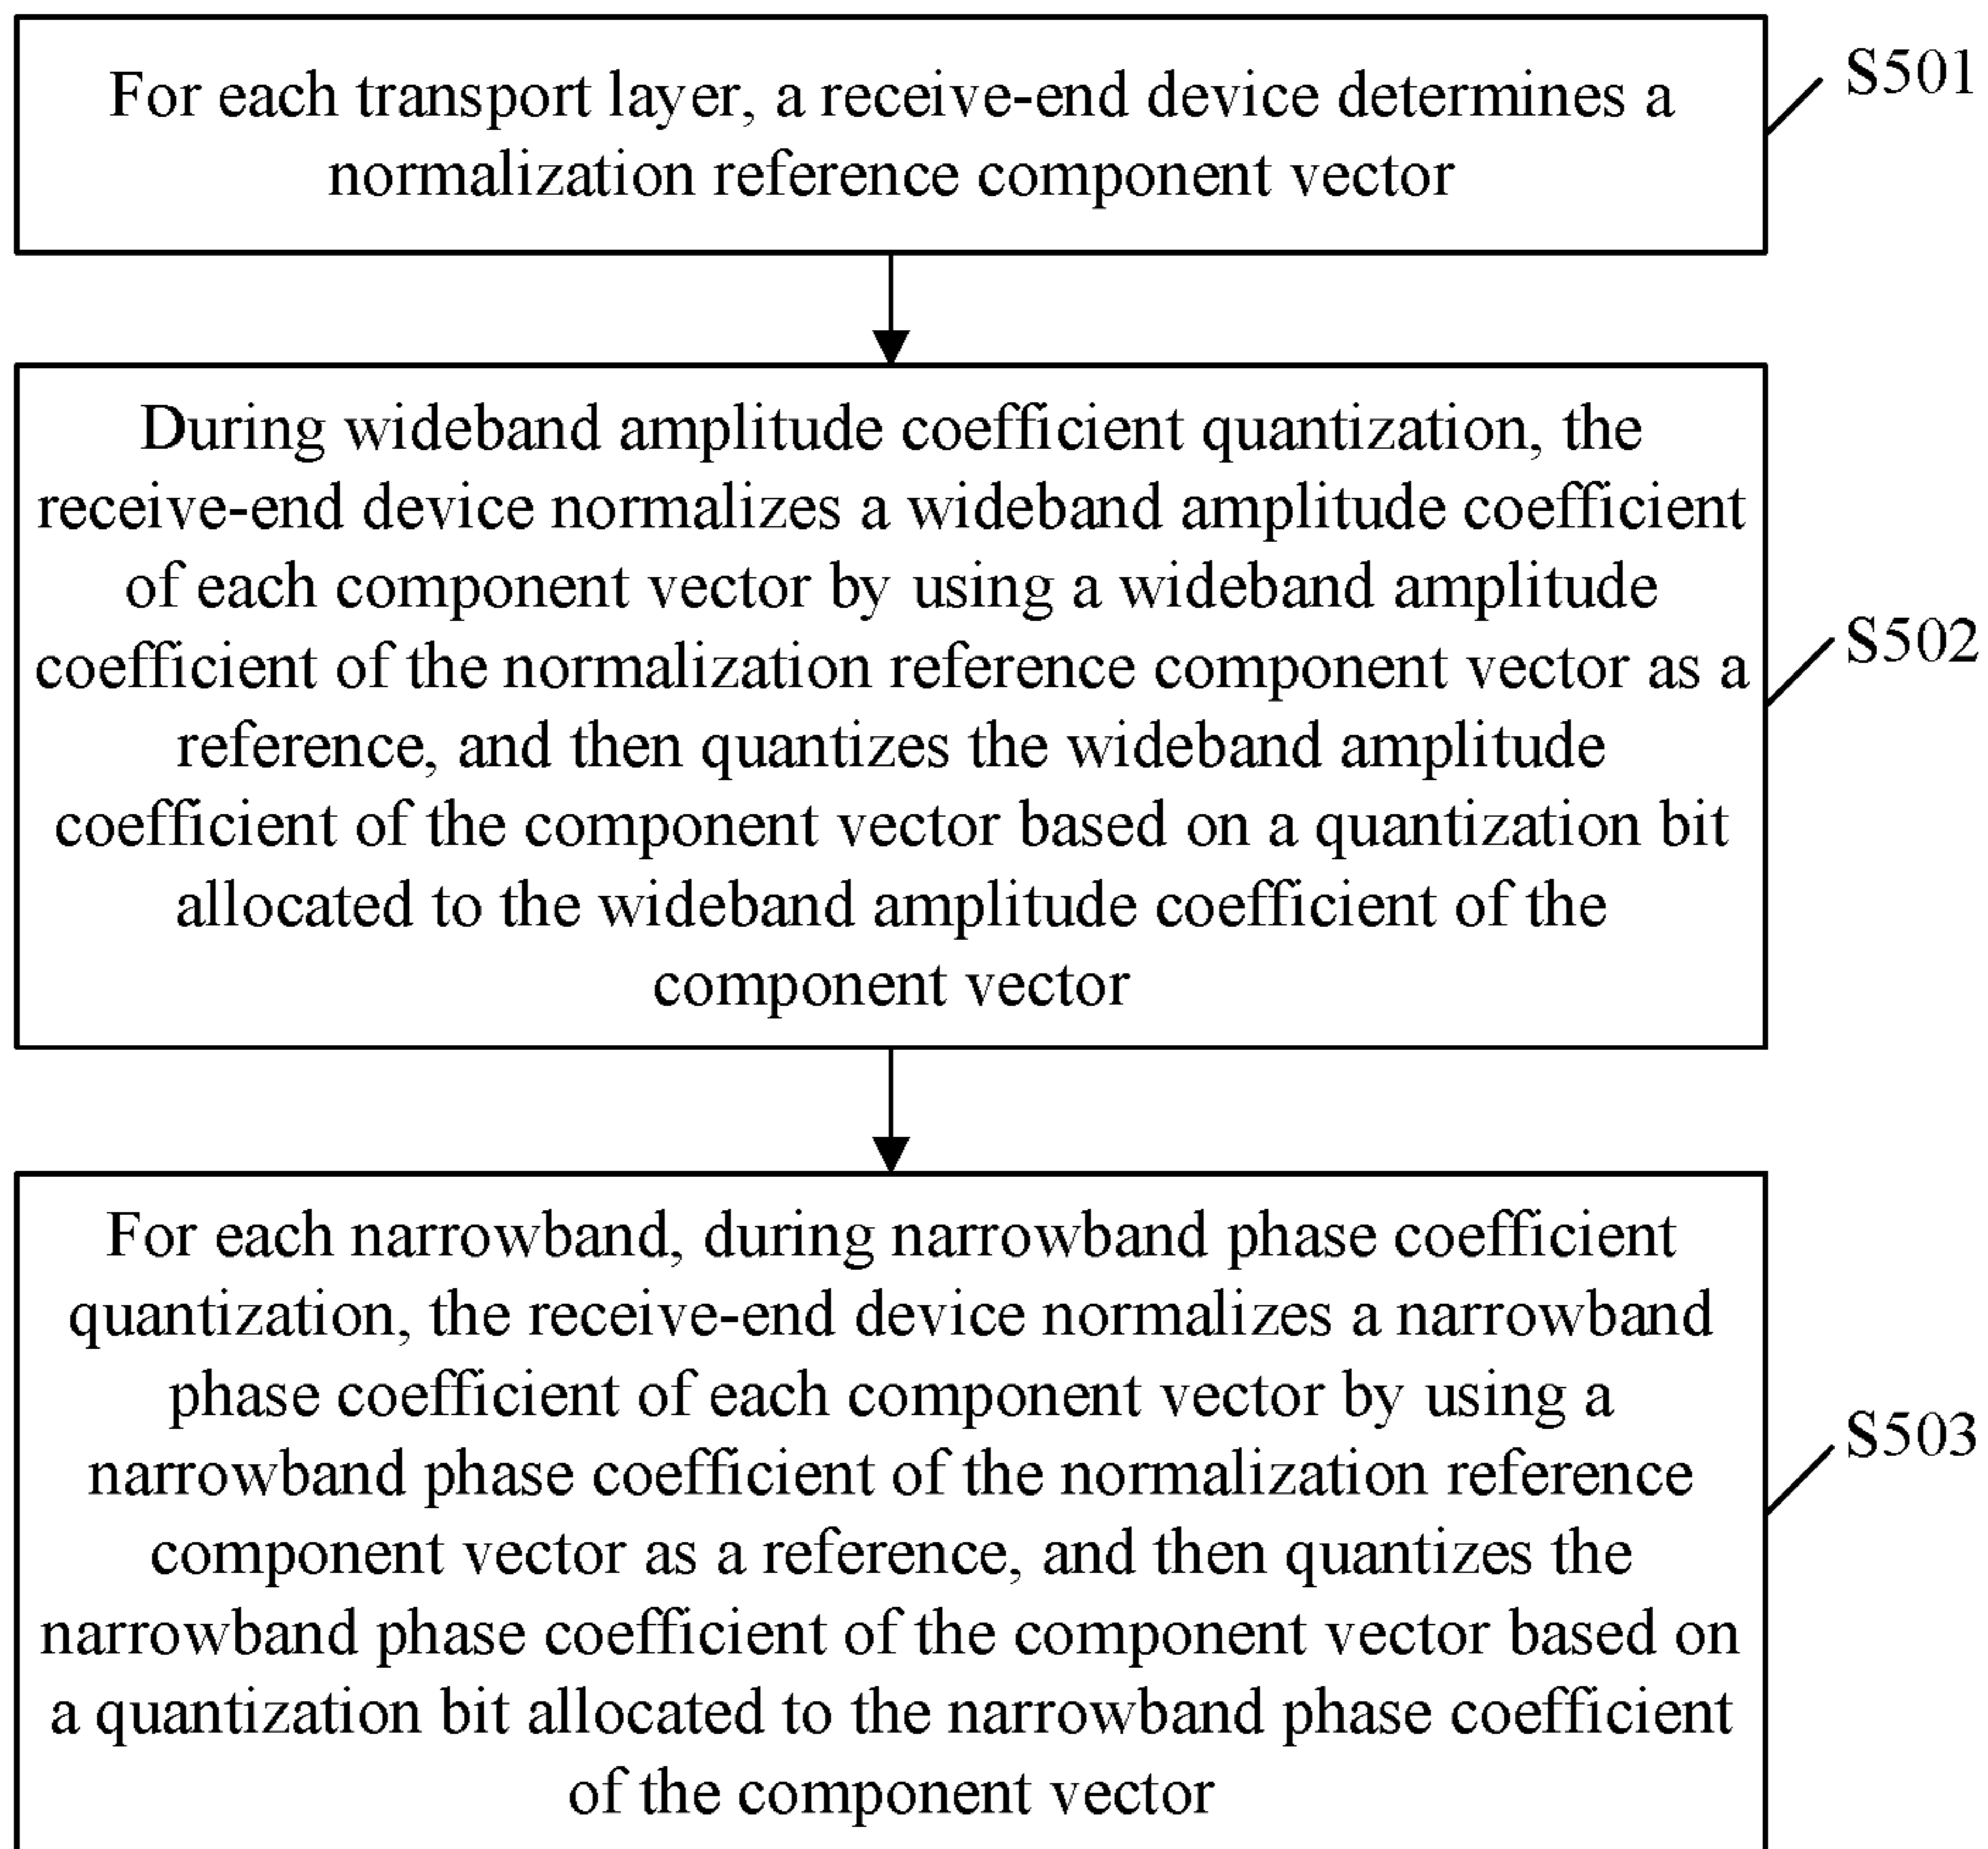 For each transport layer, a receive-end device determines a
normalization reference component vector
S501
During wideband amplitude coefficient quantization, the
receive-end device normalizes a wideband amplitude coefficient
of each component vector by using a wideband amplitude
coefficient of the normalization reference component vector as a
reference, and then quantizes the wideband amplitude
coefficient of the component vector based on a quantization bit
allocated to the wideband amplitude coefficient of the
component vector
S502
For each narrowband, during narrowband phase coefficient
quantization, the receive-end device normalizes a narrowband
phase coefficient of each component vector by using a
narrowband phase coefficient of the normalization reference
component vector as a reference, and then quantizes the
narrowband phase coefficient of the component vector based on
a quantization bit allocated to the narrowband phase coefficient
of the component vector
S503